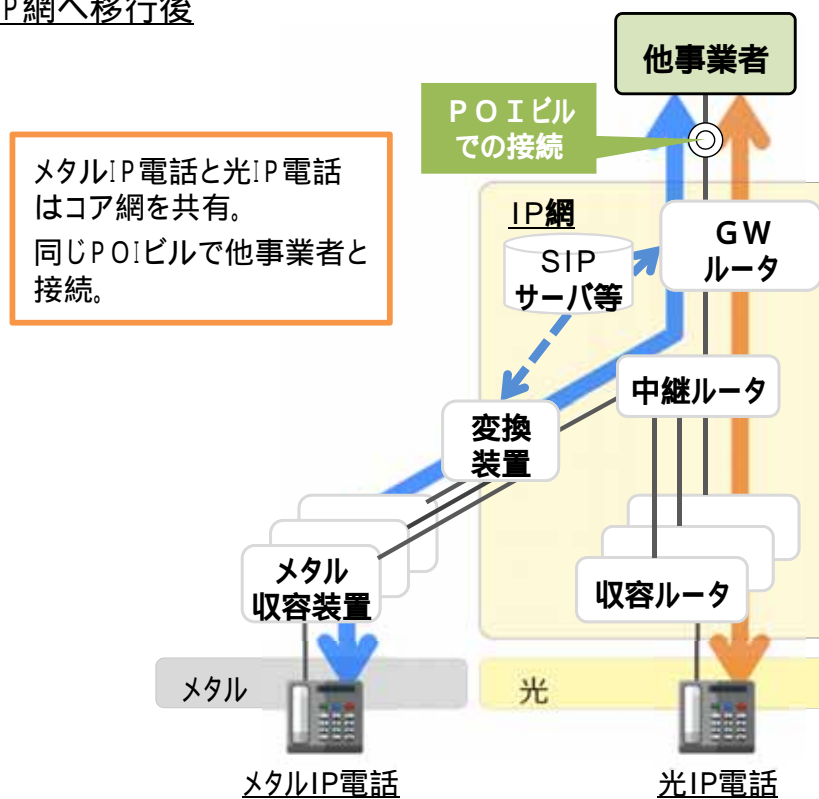 IP網へ移行後
他事業者
ＰＯＩビル
での接続
メタルIP電話と光IP電話
はコア網を共有。
同じPOIビルで他事業者と
接続。
IP網
SIP
サーバ等
ＧＷ
ルータ
中継ルータ
変換
装置
メタル
収容装置
収容ルータ
メタル
光
メタルIP電話
光IP電話